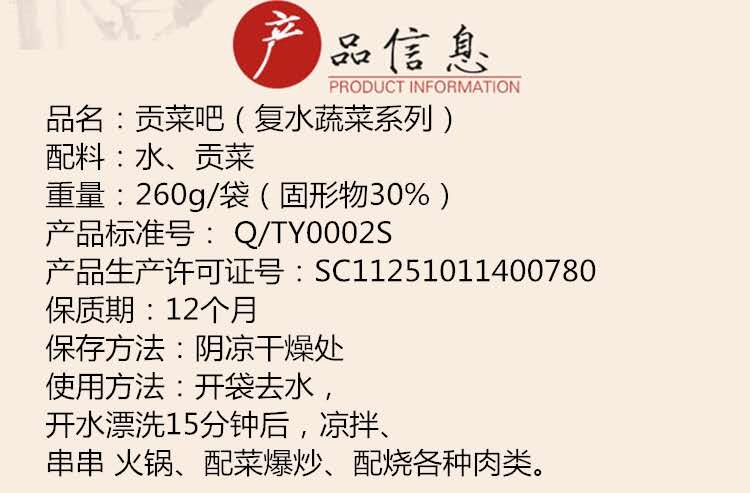 产品信息
PRODUCT INFORMATION
品名：贡菜吧（复水蔬菜系列）
配料：水、贡菜
重量：260g/袋（固形物30%）
产品标准号： Q/TY0002S
产品生产许可证号：SC11251011400780
保质期：12个月
保存方法：阴凉干燥处
使用方法：开袋去水，
开水漂洗15分钟后，凉拌、
串串 火锅、配菜爆炒、配烧各种肉类。